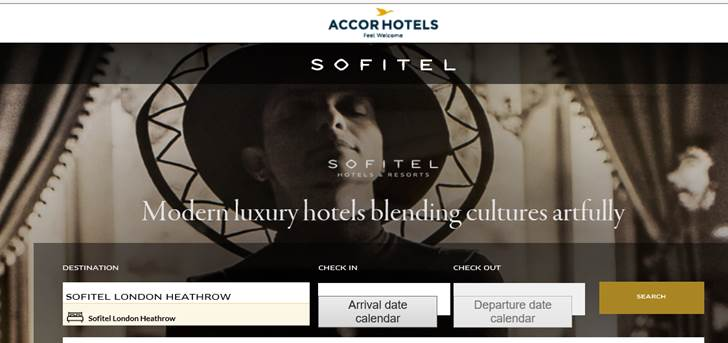 ACCORHOTELS
Feel Welcome
SOFITEL
SOFITEL
HOTELS & RESORTS
Modern luxury hotels blending cultures artfully
DESTINATION
CHECK IN
CHECK OUT
SOFITEL LONDON HEATHROW
Sofitel London Heathrow
Arrival date
calendar
Departure date
calendar
SEARCH